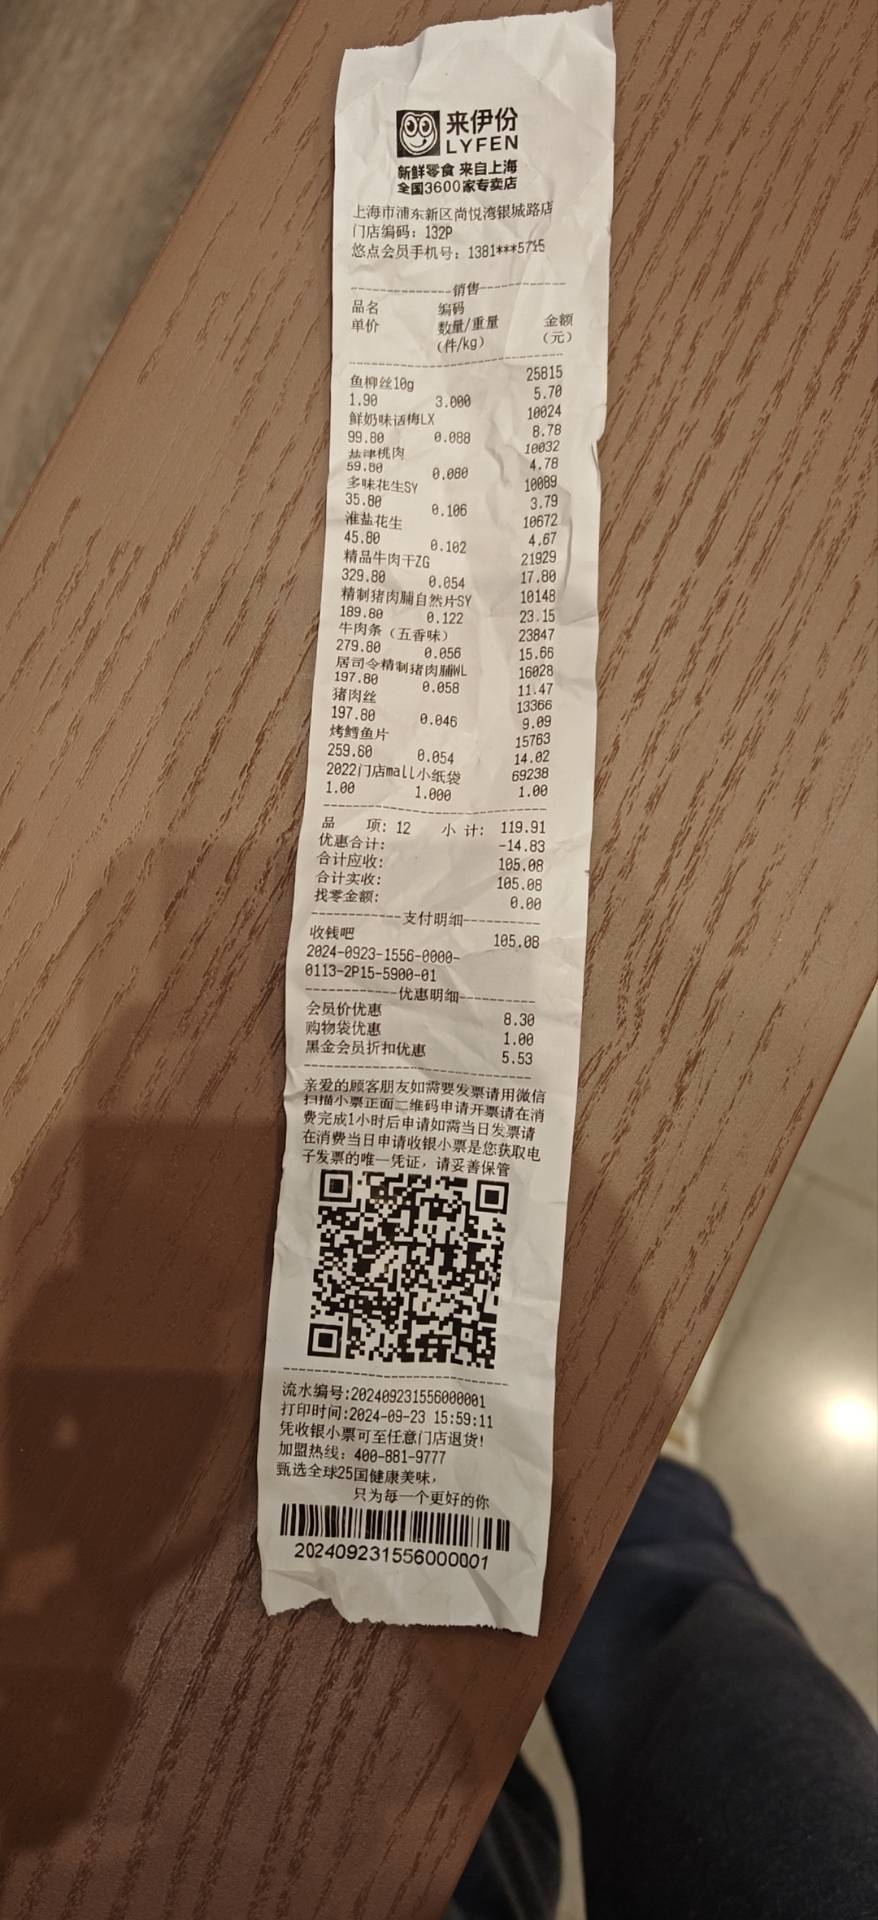 来伊份
LYFEN
新鲜零食 来自上海
全国3600家专卖店
上海市浦东新区尚悦湾银城路店
门店编码：132P
悠点会员手机号：1381***5715
销售
品名 编码
单价 数量/重量 金额
(件/kg) (元)
鱼柳丝10g 25815
1.90 3.000 5.70
鲜奶味话梅LX 10024
99.80 0.088 8.78
盐津桃肉 10032
59.80 0.080 4.78
多味花生SY 10089
35.80 0.106 3.79
淮盐花生 10672
45.80 0.102 4.67
精品牛肉干ZG 21929
329.80 0.054 17.80
精制猪肉脯自然片SY 10148
189.80 0.122 23.15
牛肉条（五香味） 23847
279.80 0.056 15.66
居司令精制猪肉脯WL 16028
197.80 0.058 11.47
猪肉丝 13366
197.80 0.046 9.09
烤鳕鱼片 15763
259.60 0.054 14.02
2022门店mall小纸袋 69238
1.00 1.000 1.00
品 项: 12 小 计: 119.91
优惠合计: -14.83
合计应收: 105.08
合计实收: 105.08
找零金额: 0.00
支付明细
收钱吧 105.08
2024-0923-1556-0000-
0113-2P15-5900-01
优惠明细
会员价优惠 8.30
购物袋优惠 1.00
黑金会员折扣优惠 5.53
亲爱的顾客朋友如需要发票请用微信
扫描小票正面二维码申请开票请在消
费完成1小时后申请如需当日发票请
在消费当日申请收银小票是您获取电
子发票的唯一凭证，请妥善保管
流水编号:202409231556000001
打印时间:2024-09-23 15:59:11
凭收银小票可至任意门店退货!
加盟热线：400-881-9777
甄选全球25国健康美味，
只为每一个更好的你
202409231556000001